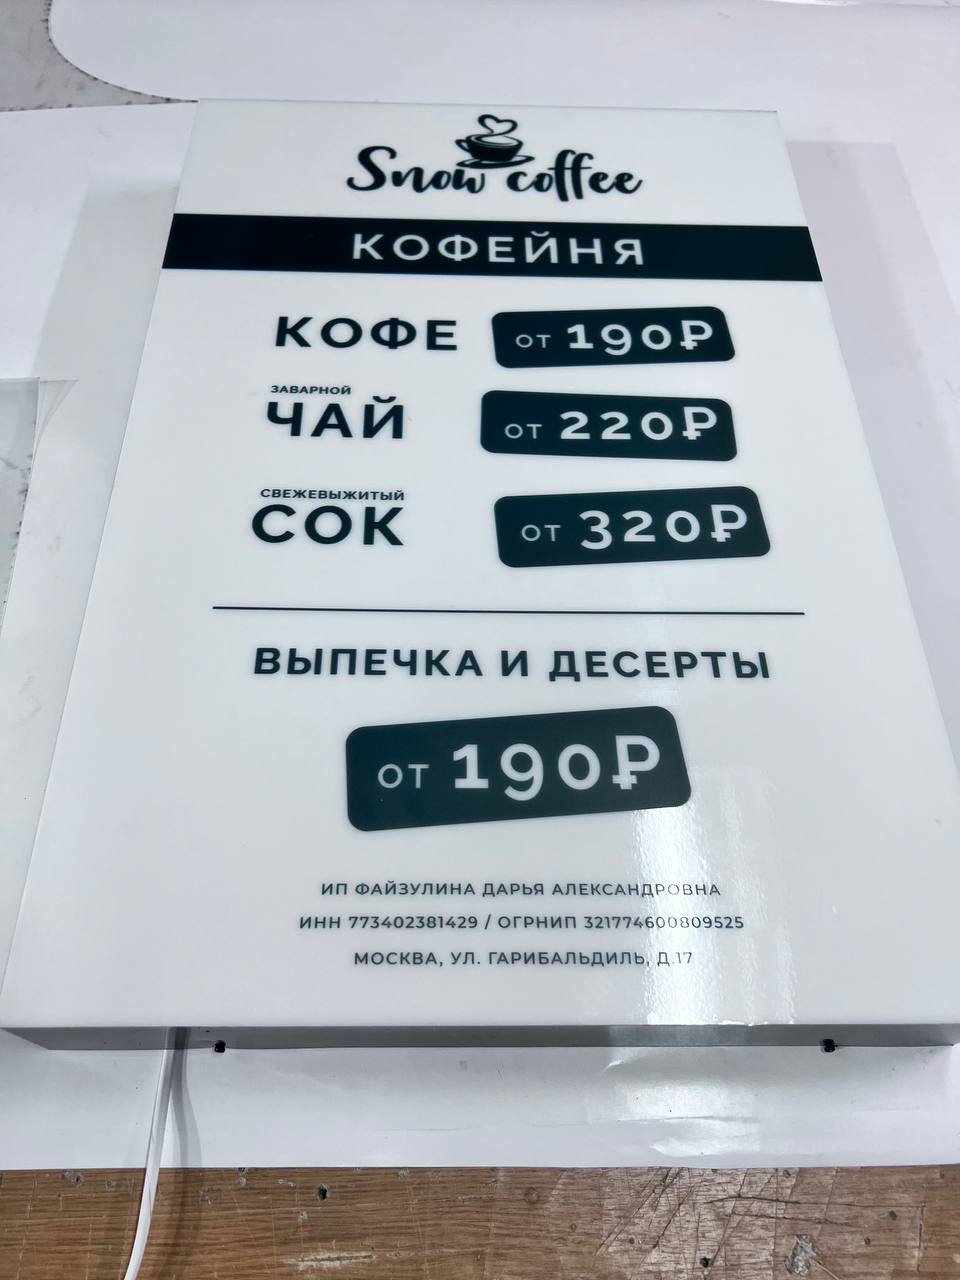 Snow coffee
КОФЕЙНЯ
КОФЕ от 190₽
ЗАВАРНОЙ
ЧАЙ от 220₽
СВЕЖЕВЫЖИТЫЙ
СОК от 320₽
ВЫПЕЧКА И ДЕСЕРТЫ
от 190₽
ИП ФАЙЗУЛИНА ДАРЬЯ АЛЕКСАНДРОВНА
ИНН 773402381429 / ОГРНИП 321774600809525
МОСКВА, УЛ. ГАРИБАЛЬДИЛЬ, Д.17